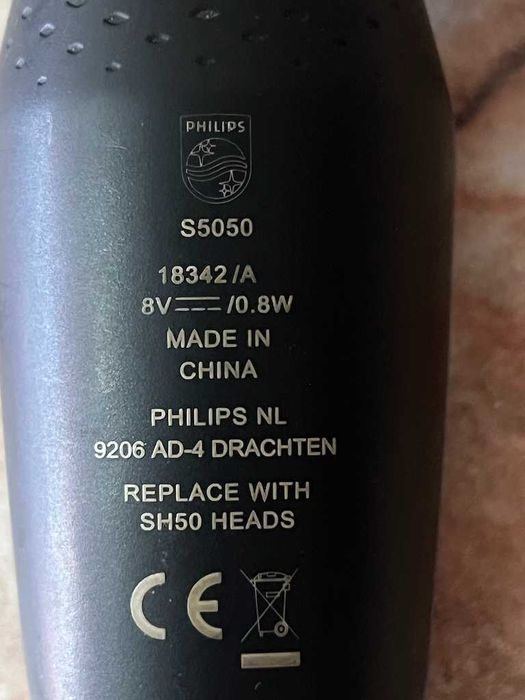 PHILIPS
S5050
18342/A
8V⎓/0.8W
MADE IN
CHINA
PHILIPS NL
9206 AD-4 DRACHTEN
REPLACE WITH
SH50 HEADS
CE